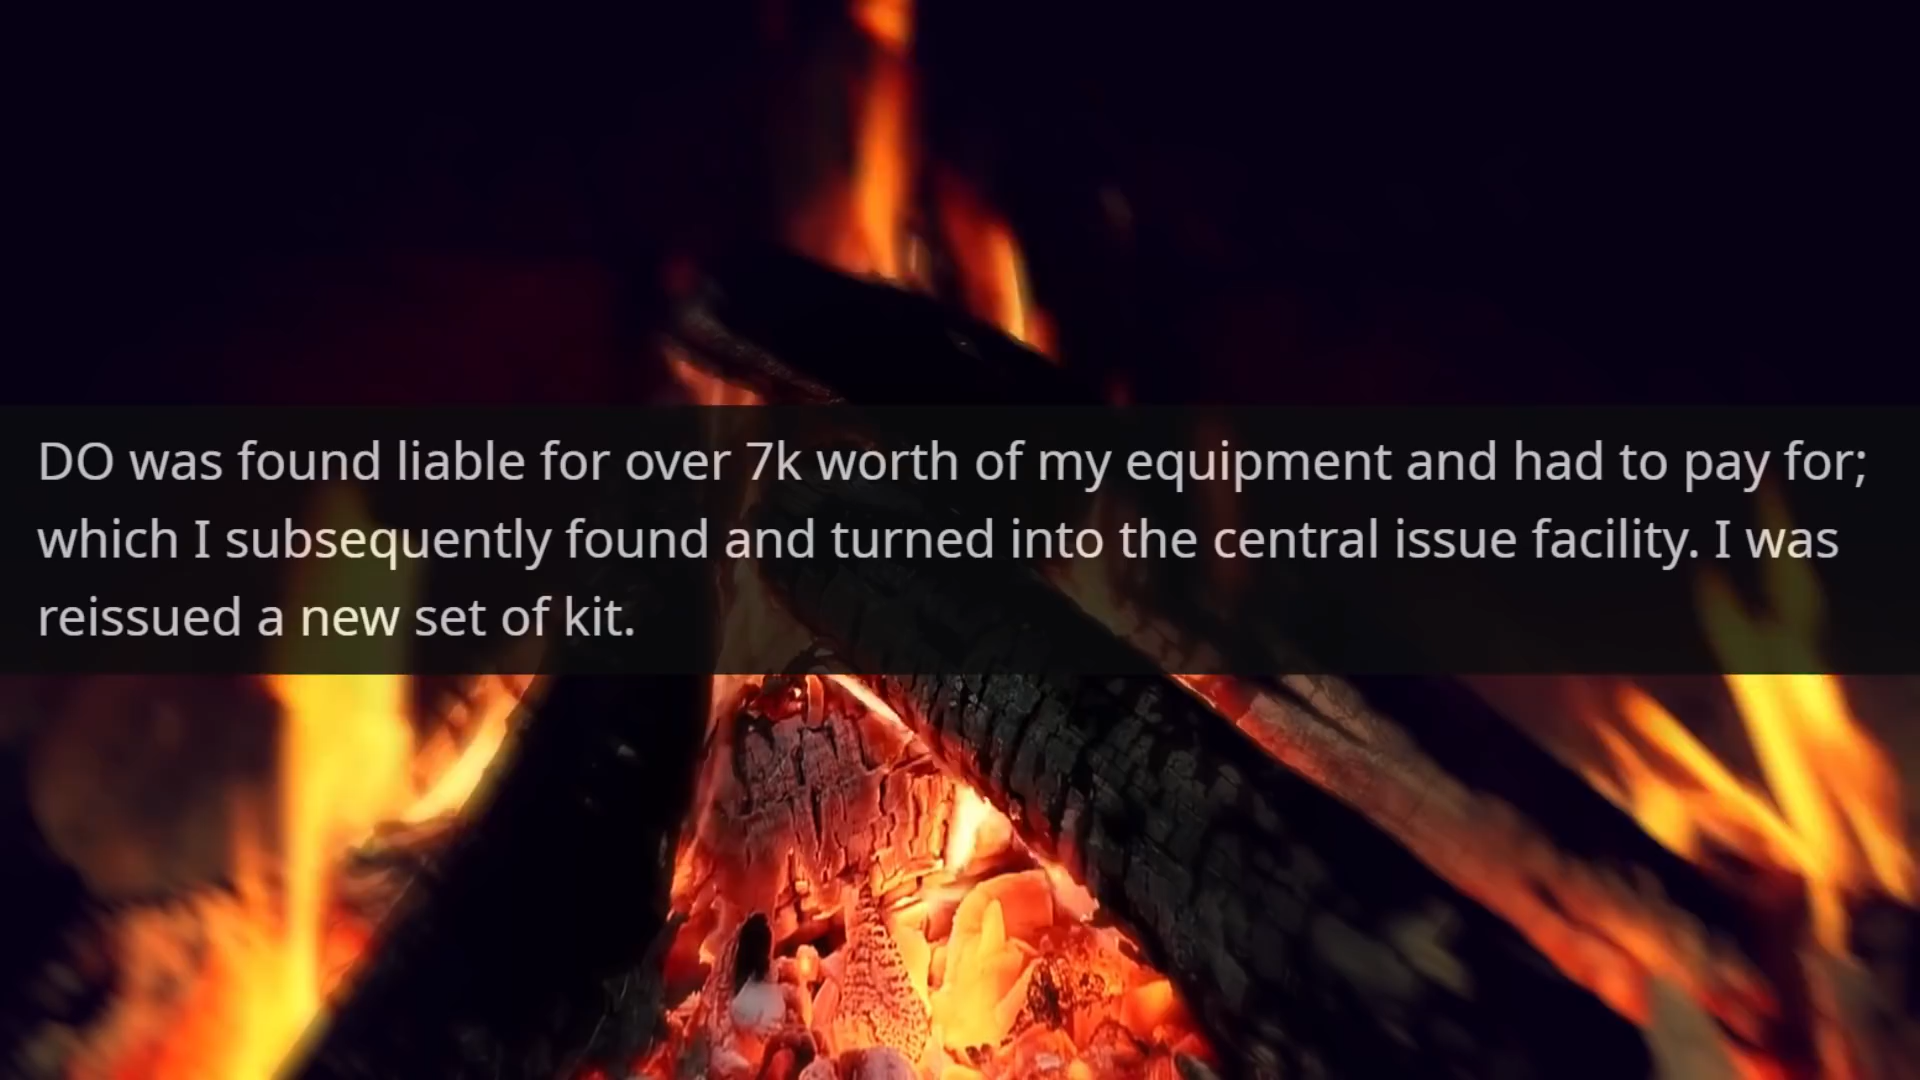 DO was found liable for over 7k worth of my equipment and had to pay for;
which I subsequently found and turned into the central issue facility. I was
reissued a new set of kit.